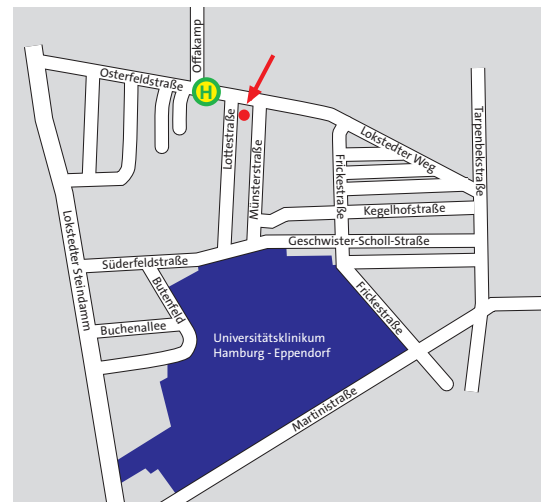 Offakamp
Osterfeldstraße
H
Lottestraße
Münsterstraße
Lokstedter Weg
Tarpenbekstraße
Frickestraße
Kegelhofstraße
Geschwister-Scholl-Straße
Lokstedter Steindamm
Süderfeldstraße
Butenfeld
Buchenallee
Frickestraße
Universitätsklinikum
Hamburg - Eppendorf
Martinistraße